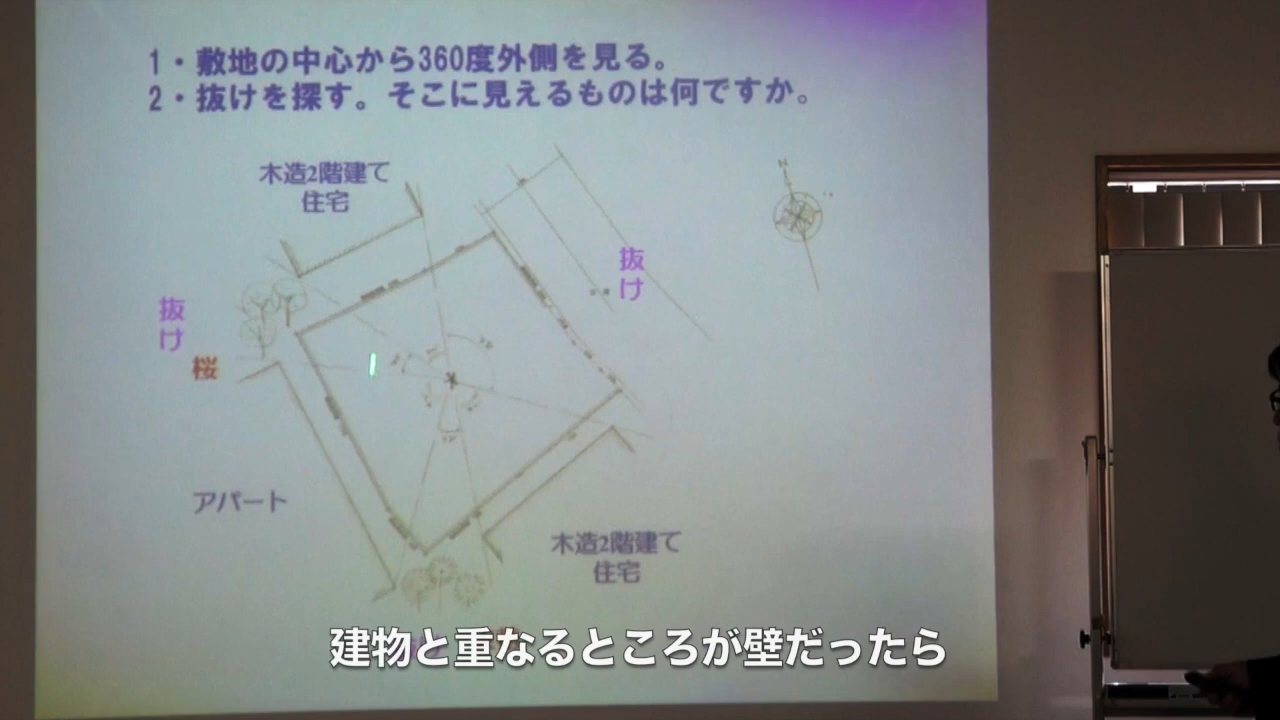 1・敷地の中心から360度外側を見る。
2・抜けを探す。そこに見えるものは何ですか。
木造2階建て
住宅
N
抜け
抜け
桜
アパート
木造2階建て
住宅
建物と重なるところが壁だったら